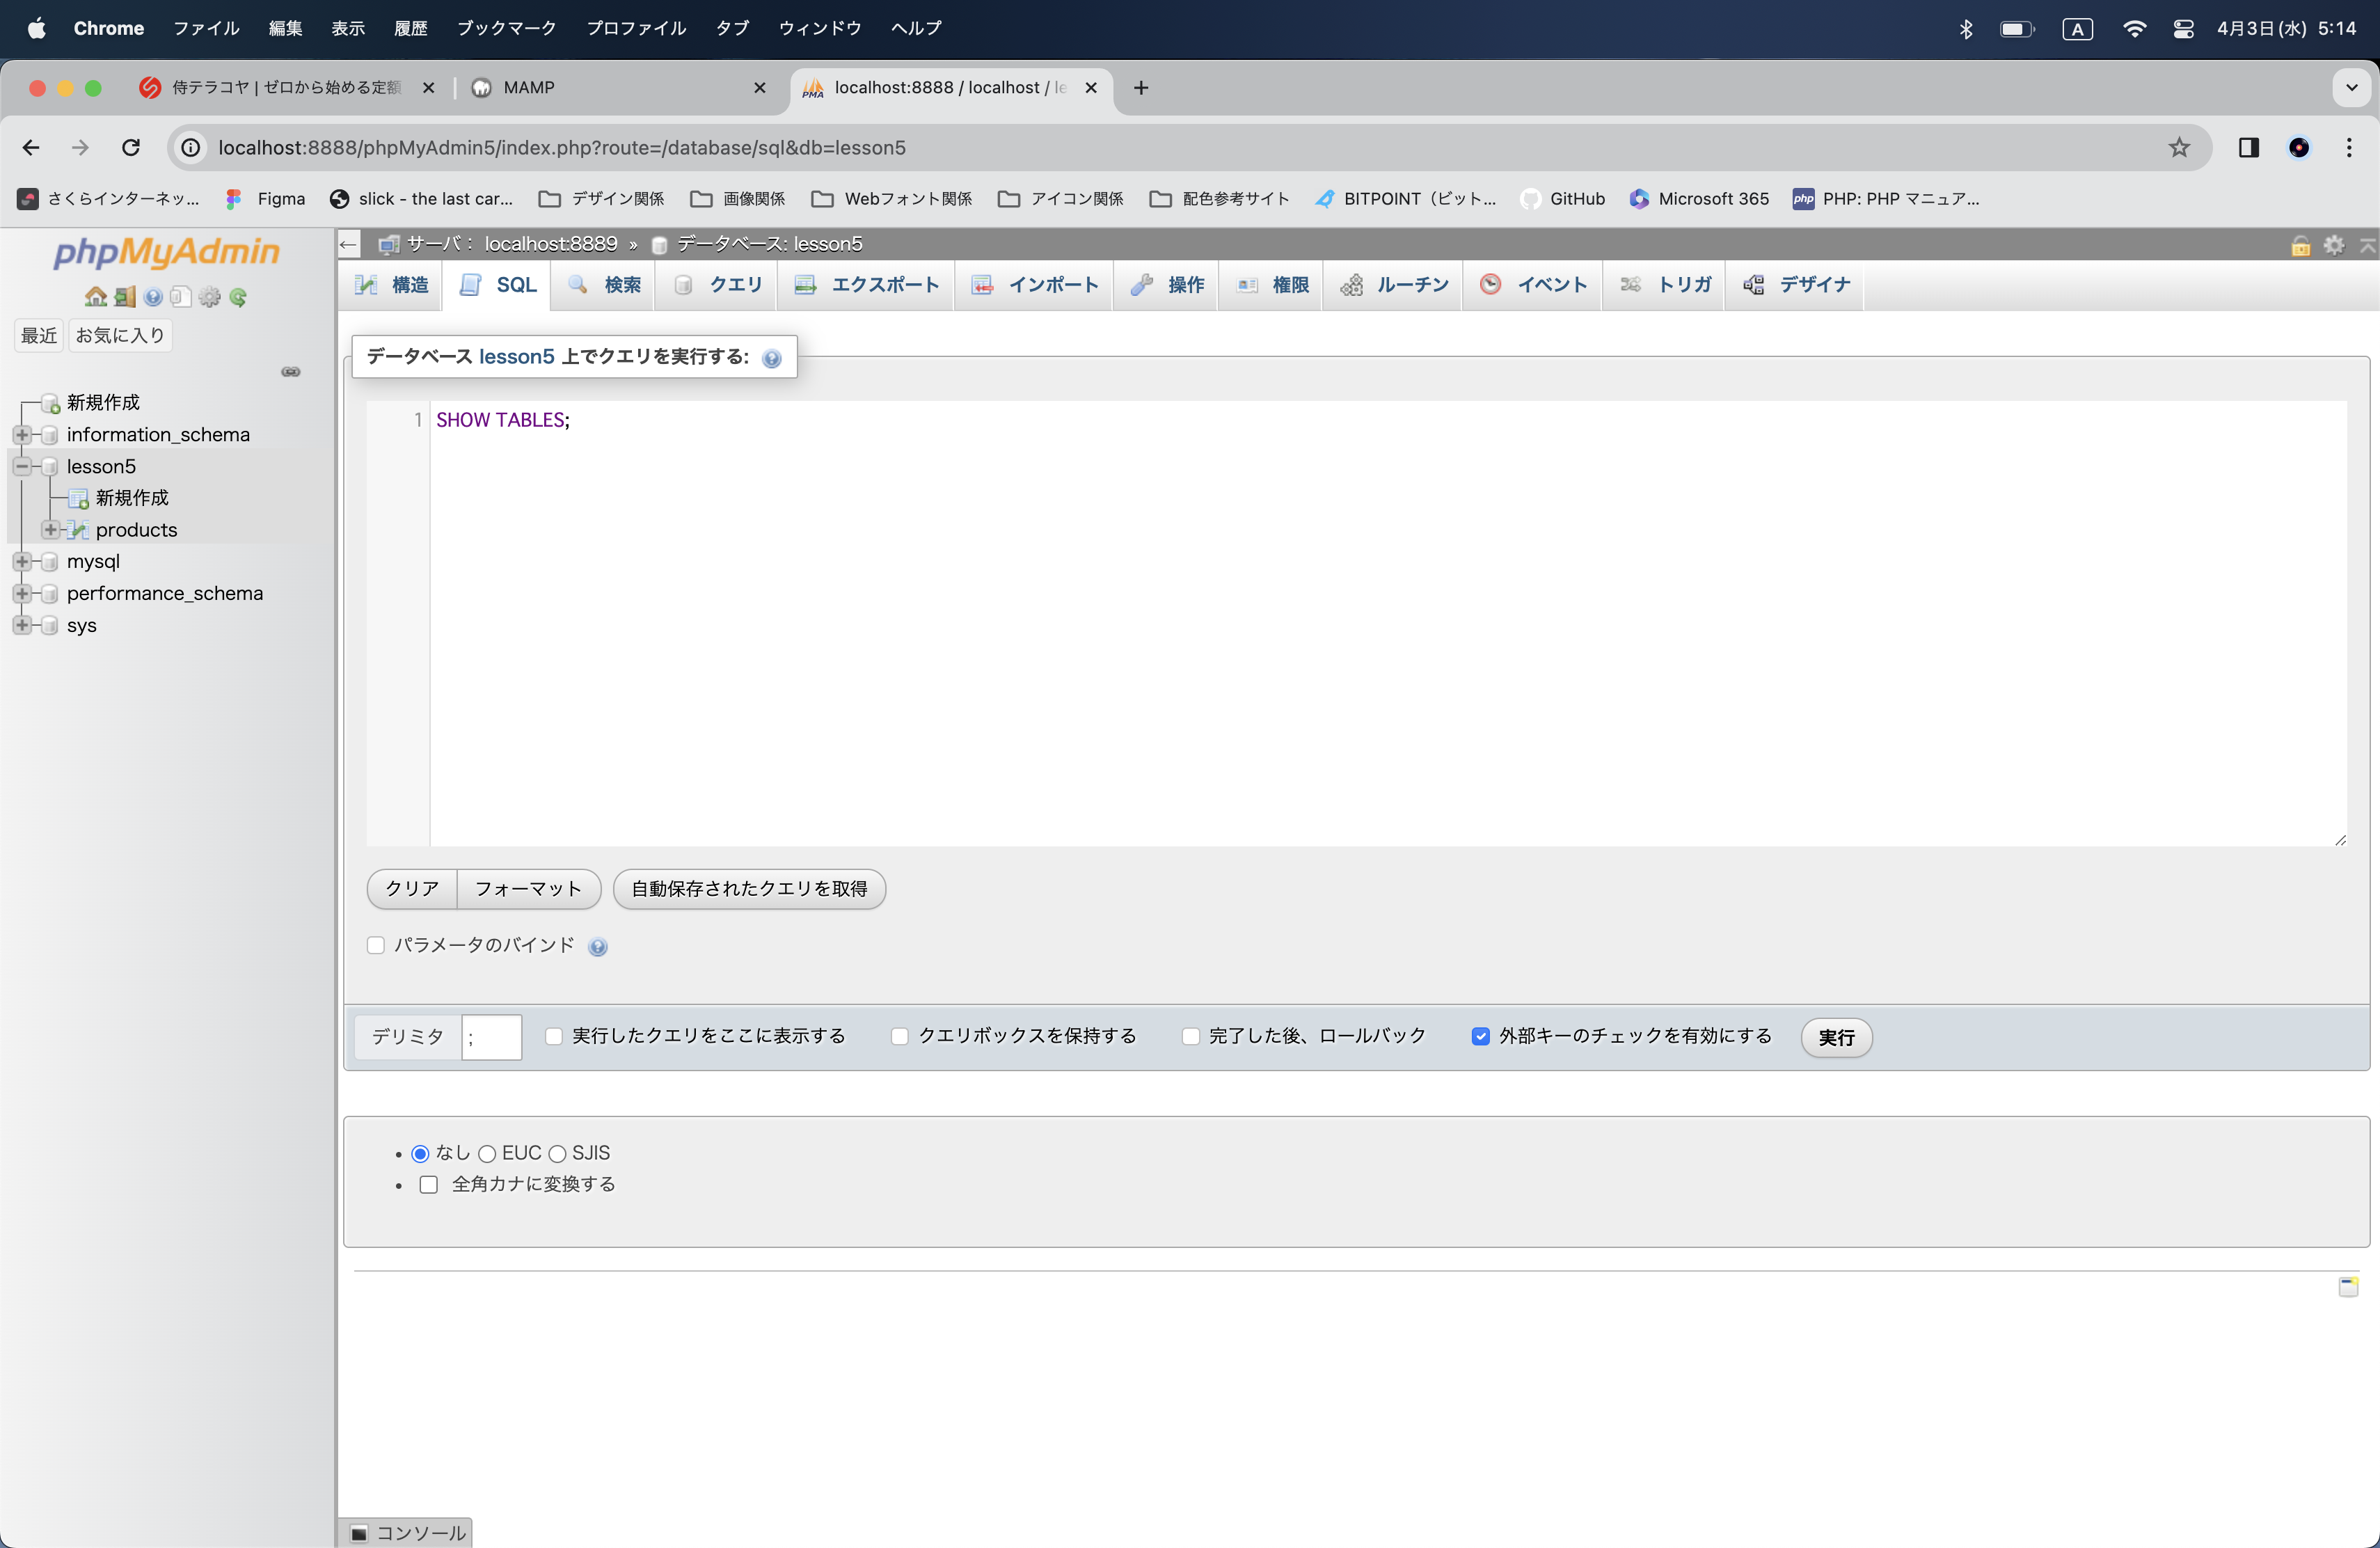 Chrome ファイル 編集 表示 履歴 ブックマーク プロファイル タブ ウィンドウ ヘルプ A 4月3日(水) 5:14
侍テラコヤ | ゼロから始める定額 MAMP PMA localhost:8888 / localhost / le
localhost:8888/phpMyAdmin5/index.php?route=/database/sql&db=lesson5
さくらインターネッ... Figma slick - the last car... デザイン関係 画像関係 Webフォント関係 アイコン関係 配色参考サイト BITPOINT（ビット... GitHub Microsoft 365 php PHP: PHP マニュア...
phpMyAdmin
最近 お気に入り
新規作成
information_schema
lesson5
新規作成
products
mysql
performance_schema
sys
サーバ： localhost:8889 » データベース: lesson5
構造 SQL 検索 クエリ エクスポート インポート 操作 権限 ルーチン イベント トリガ デザイナ
データベース lesson5 上でクエリを実行する:
1 SHOW TABLES;
クリア フォーマット 自動保存されたクエリを取得
パラメータのバインド
デリミタ ; 実行したクエリをここに表示する クエリボックスを保持する 完了した後、ロールバック 外部キーのチェックを有効にする 実行
• なし EUC SJIS
• 全角カナに変換する
コンソール